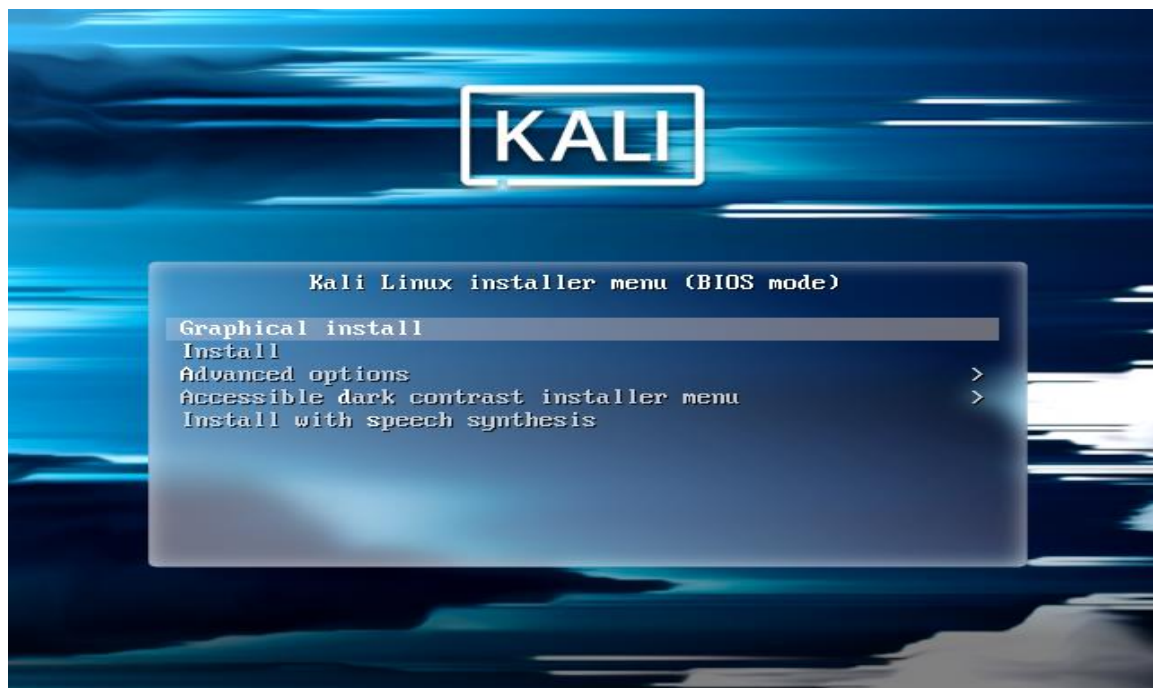 KALI
Kali Linux installer menu (BIOS mode)
Graphical install
Install
Advanced options >
Accessible dark contrast installer menu >
Install with speech synthesis